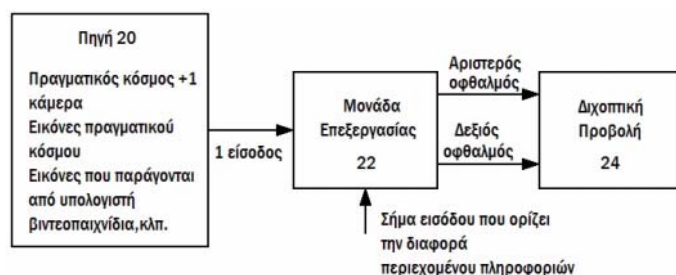 Πηγή 20
Πραγματικός κόσμος +1
κάμερα
Εικόνες πραγματικού
κόσμου
Εικόνες που παράγονται
από υπολογιστή
βιντεοπαιχνίδια,κλπ.
1 είσοδος
Μονάδα
Επεξεργασίας
22
Αριστερός
οφθαλμός
Δεξιός
οφθαλμός
Διχοπτική
Προβολή
24
Σήμα εισόδου που ορίζει
την διαφορά
περιεχομένου πληροφοριών